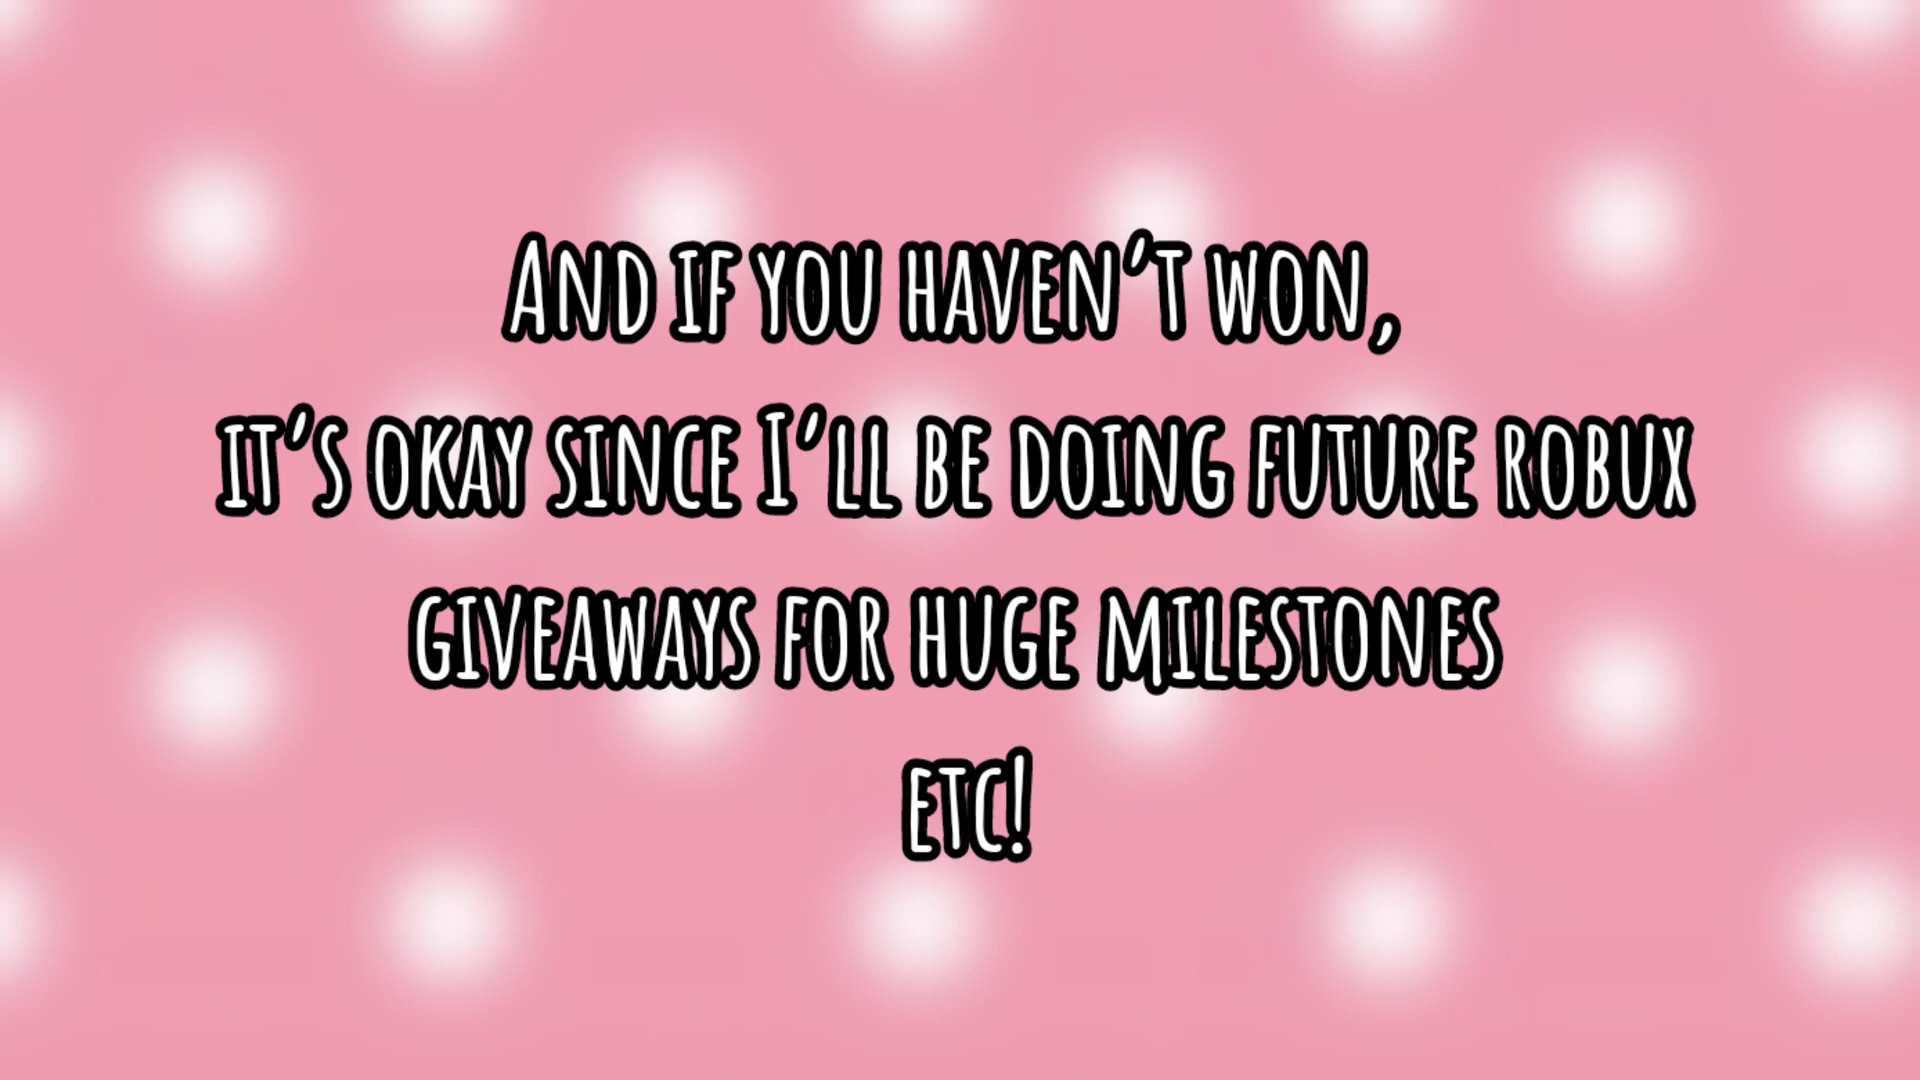 And if you haven't won,
it's okay since I'll be doing future robux
giveaways for huge milestones
etc!